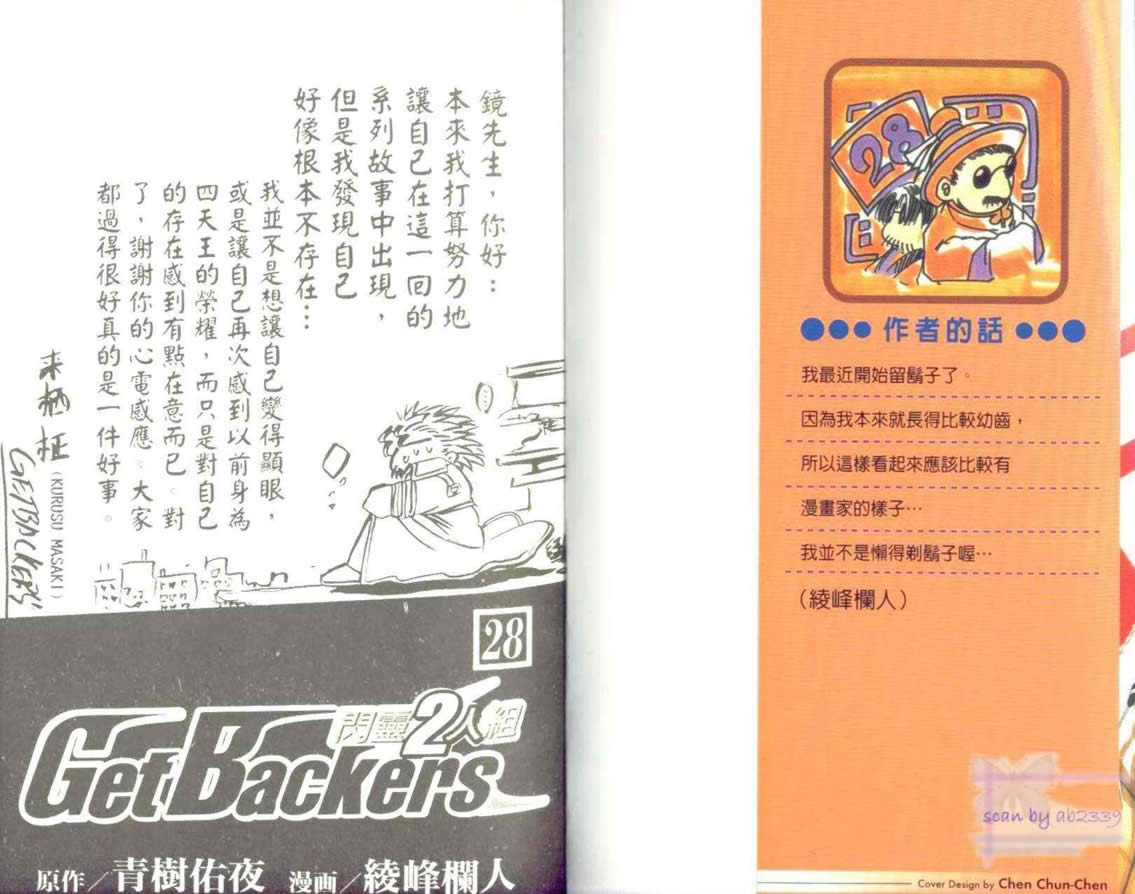 28
作者的話
我最近開始留鬍子了。
因為我本來就長得比較幼齒，
所以這樣看起來應該比較有
漫畫家的樣子…
我並不是懶得剃鬍子喔…
（綾峰欄人）
scan by ab2339
Cover Design by Chen Chun-Chen
鏡先生，你好：
本來我打算努力地
讓自己在這一回的
系列故事中出現，
但是我發現自己
好像根本不存在…
我並不是想讓自己變得顯眼，
或是讓自己再次感到以前身為
四天王的榮耀，而只是對自己
的存在感到有點在意而已。對
了，謝謝你的心電感應。大家
都過得很好真的是一件好事。
来栖柾
（KURUSU MASAKI）
GETBACKERS
28
閃靈2人組
GetBackers
原作／青樹佑夜 漫画／綾峰欄人